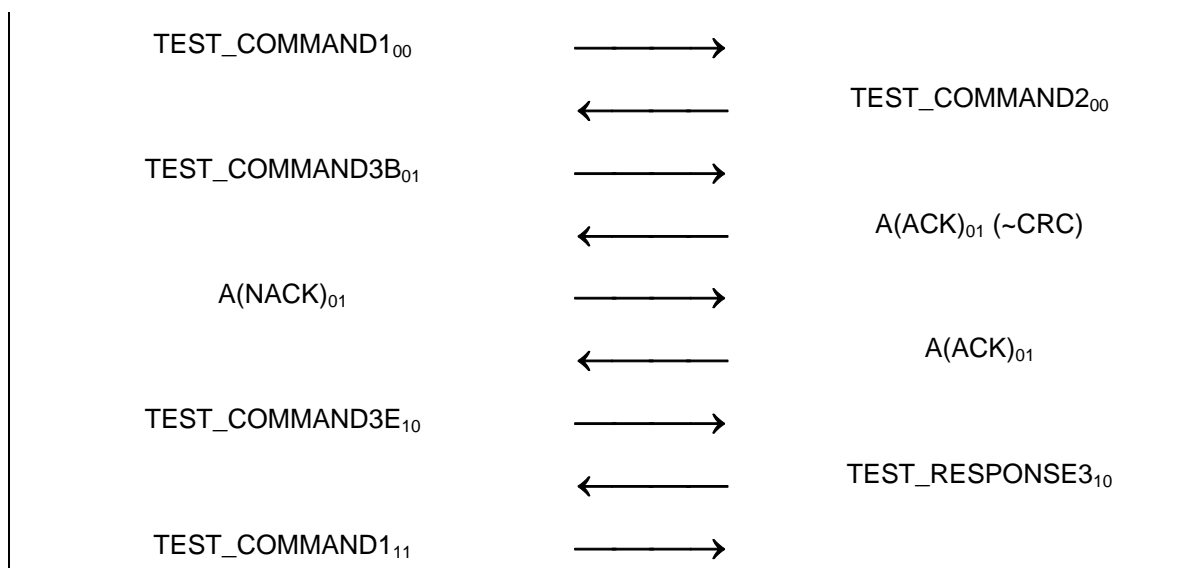 TEST_COMMAND1₀₀
TEST_COMMAND2₀₀
TEST_COMMAND3B₀₁
A(ACK)₀₁ (~CRC)
A(NACK)₀₁
A(ACK)₀₁
TEST_COMMAND3E₁₀
TEST_RESPONSE3₁₀
TEST_COMMAND1₁₁